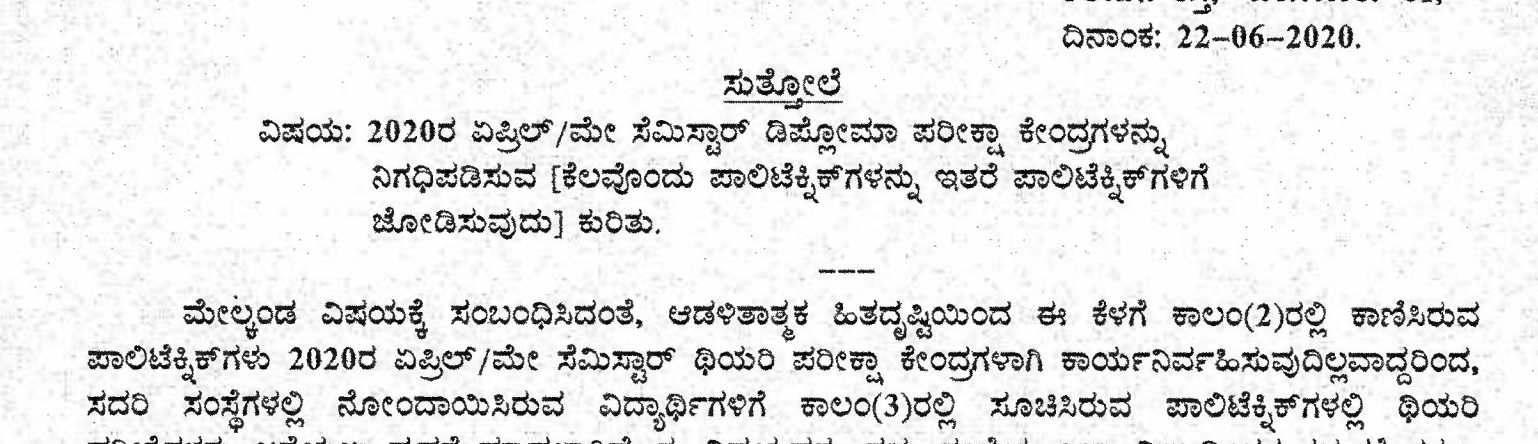 ದಿನಾಂಕ: 22-06-2020.
ಸುತ್ತೋಲೆ
ವಿಷಯ: 2020ರ ಏಪ್ರಿಲ್/ಮೇ ಸೆಮಿಸ್ಟಾರ್ ಡಿಪ್ಲೋಮಾ ಪರೀಕ್ಷಾ ಕೇಂದ್ರಗಳನ್ನು
ನಿಗಧಿಪಡಿಸುವ [ಕೆಲವೊಂದು ಪಾಲಿಟೆಕ್ನಿಕ್‌ಗಳನ್ನು ಇತರೆ ಪಾಲಿಟೆಕ್ನಿಕ್‌ಗಳಿಗೆ
ಜೋಡಿಸುವುದು] ಕುರಿತು.
---
ಮೇಲ್ಕಂಡ ವಿಷಯಕ್ಕೆ ಸಂಬಂಧಿಸಿದಂತೆ, ಆಡಳಿತಾತ್ಮಕ ಹಿತದೃಷ್ಟಿಯಿಂದ ಈ ಕೆಳಗೆ ಕಾಲಂ(2)ರಲ್ಲಿ ಕಾಣಿಸಿರುವ
ಪಾಲಿಟೆಕ್ನಿಕ್‌ಗಳು 2020ರ ಏಪ್ರಿಲ್/ಮೇ ಸೆಮಿಸ್ಟಾರ್ ಥಿಯರಿ ಪರೀಕ್ಷಾ ಕೇಂದ್ರಗಳಾಗಿ ಕಾರ್ಯನಿರ್ವಹಿಸುವುದಿಲ್ಲವಾದ್ದರಿಂದ,
ಸದರಿ ಸಂಸ್ಥೆಗಳಲ್ಲಿ ನೋಂದಾಯಿಸಿರುವ ವಿದ್ಯಾರ್ಥಿಗಳಿಗೆ ಕಾಲಂ(3)ರಲ್ಲಿ ಸೂಚಿಸಿರುವ ಪಾಲಿಟೆಕ್ನಿಕ್‌ಗಳಲ್ಲಿ ಥಿಯರಿ